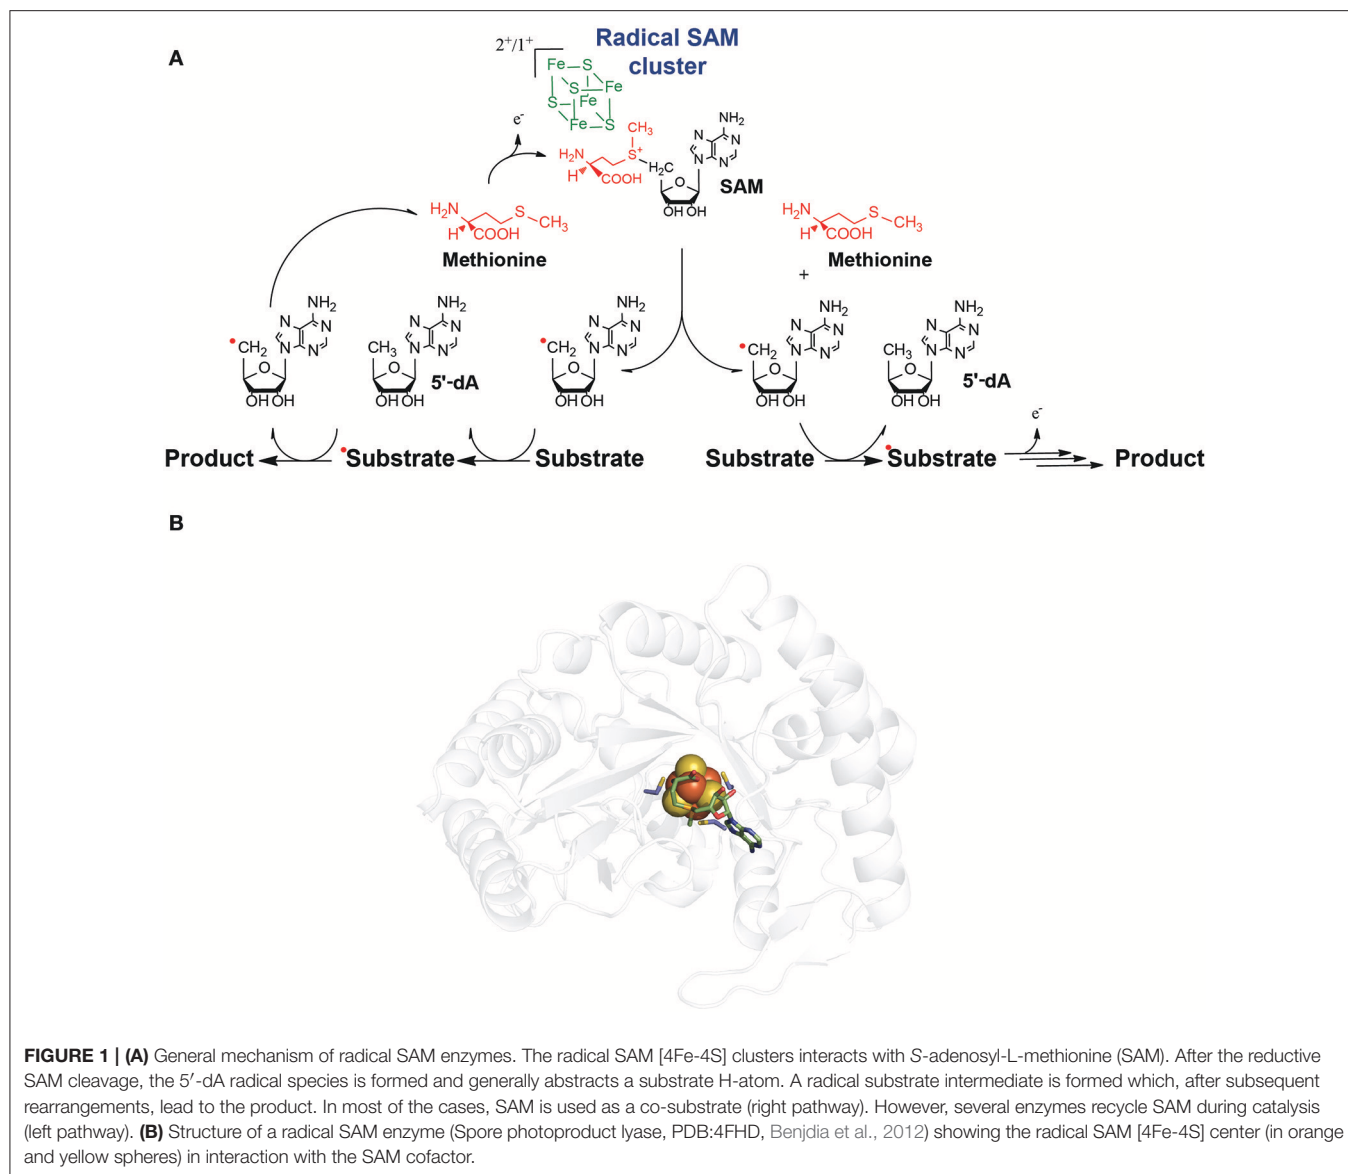 A
2+/1+
Radical SAM
cluster
Fe S
S Fe
S Fe
Fe S
e-
CH3
NH2
H2N
S+
H2C
N N
N N
H
COOH
O
SAM
OH OH
H2N
S
CH3
H
COOH
Methionine
H2N
S
CH3
H
COOH
Methionine
+
NH2
N N
N N
•CH2
O
OH OH
NH2
N N
N N
CH3
O
5'-dA
OH OH
NH2
N N
N N
•CH2
O
OH OH
NH2
N N
N N
•CH2
O
OH OH
NH2
N N
N N
CH3
O
5'-dA
OH OH
e-
Product •Substrate Substrate Substrate •Substrate Product
B
FIGURE 1 | (A) General mechanism of radical SAM enzymes. The radical SAM [4Fe-4S] clusters interacts with S-adenosyl-L-methionine (SAM). After the reductive
SAM cleavage, the 5′-dA radical species is formed and generally abstracts a substrate H-atom. A radical substrate intermediate is formed which, after subsequent
rearrangements, lead to the product. In most of the cases, SAM is used as a co-substrate (right pathway). However, several enzymes recycle SAM during catalysis
(left pathway). (B) Structure of a radical SAM enzyme (Spore photoproduct lyase, PDB:4FHD, Benjdia et al., 2012) showing the radical SAM [4Fe-4S] center (in orange
and yellow spheres) in interaction with the SAM cofactor.